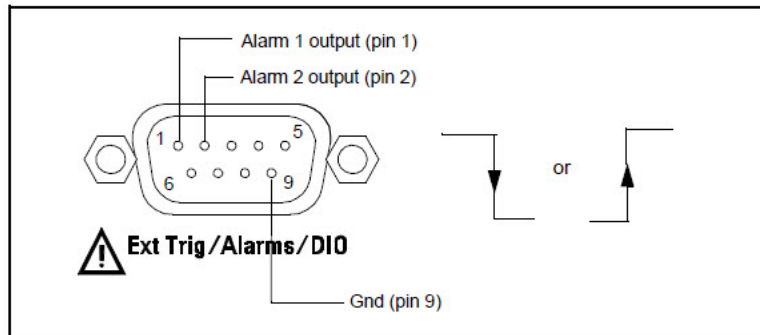 Alarm 1 output (pin 1)
Alarm 2 output (pin 2)
1
5
6
9
or
Ext Trig/Alarms/DIO
Gnd (pin 9)